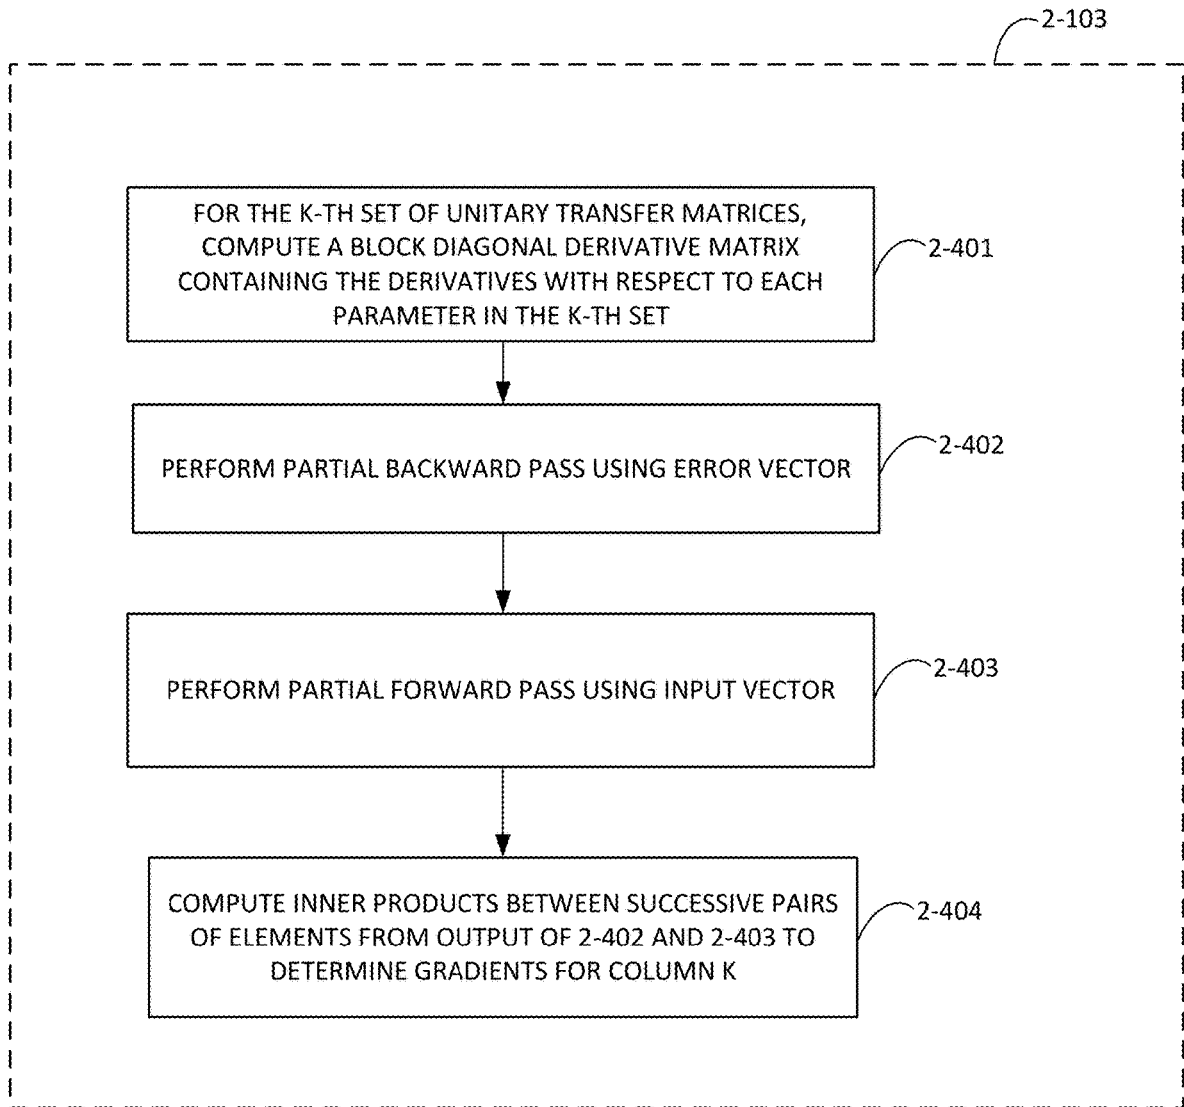 2-103
FOR THE K-TH SET OF UNITARY TRANSFER MATRICES,
COMPUTE A BLOCK DIAGONAL DERIVATIVE MATRIX
CONTAINING THE DERIVATIVES WITH RESPECT TO EACH
PARAMETER IN THE K-TH SET
2-401
PERFORM PARTIAL BACKWARD PASS USING ERROR VECTOR
2-402
PERFORM PARTIAL FORWARD PASS USING INPUT VECTOR
2-403
COMPUTE INNER PRODUCTS BETWEEN SUCCESSIVE PAIRS
OF ELEMENTS FROM OUTPUT OF 2-402 AND 2-403 TO
DETERMINE GRADIENTS FOR COLUMN K
2-404